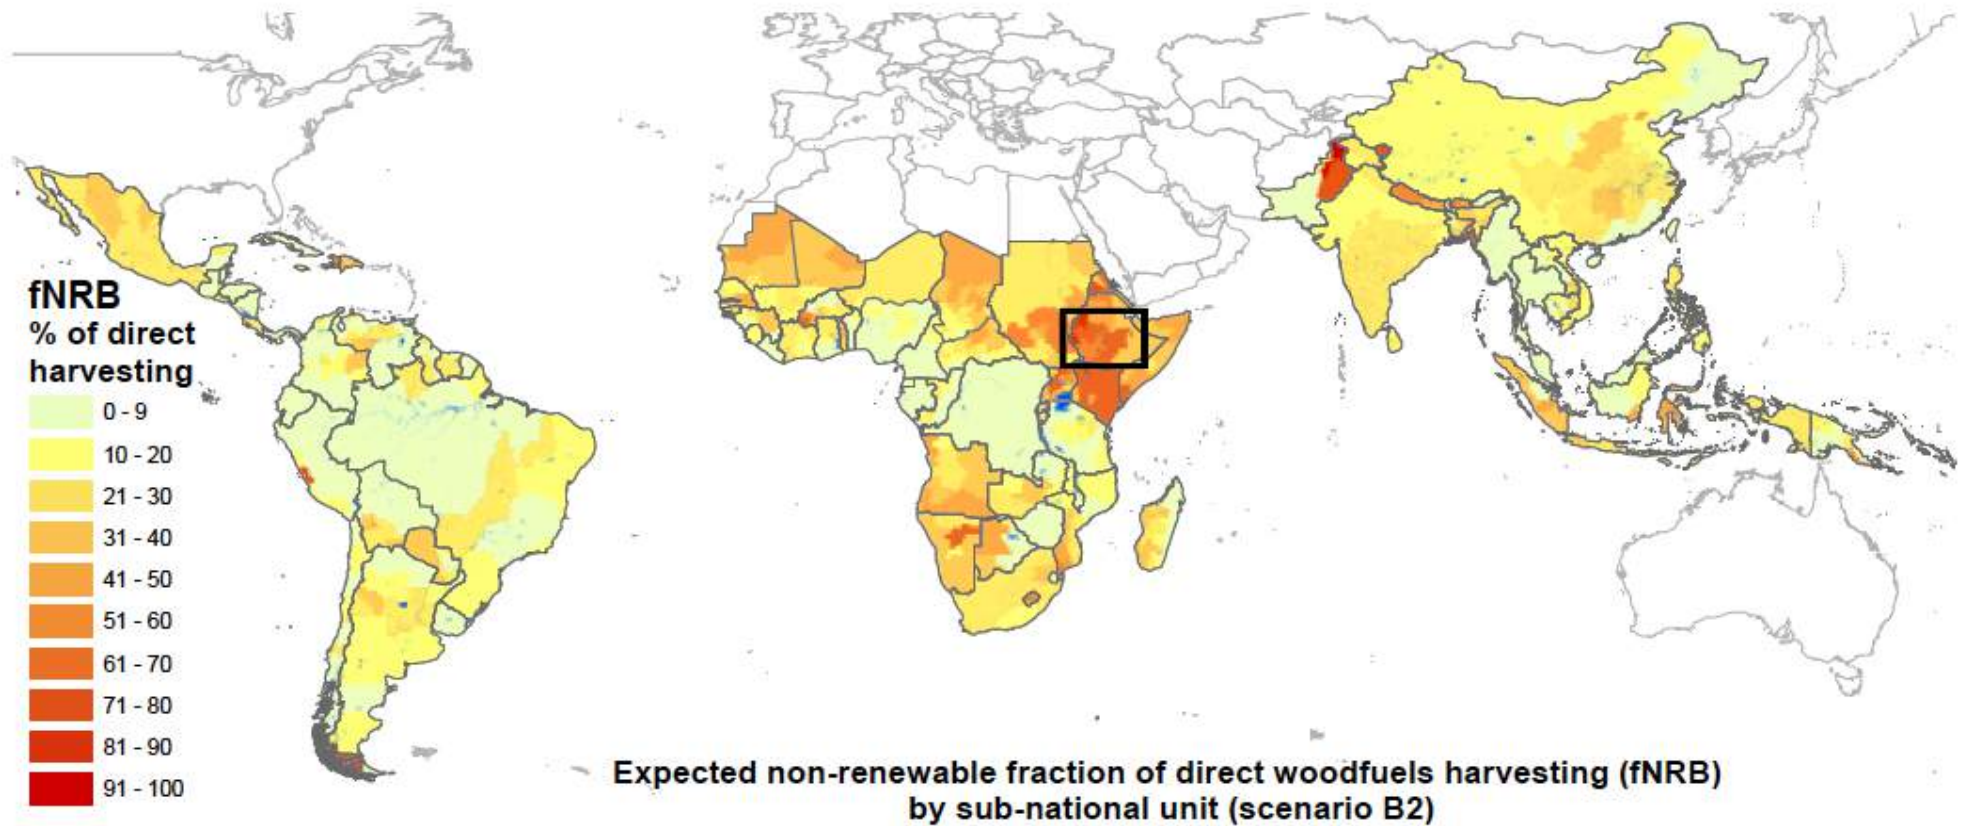 fNRB
% of direct
harvesting
0 - 9
10 - 20
21 - 30
31 - 40
41 - 50
51 - 60
61 - 70
71 - 80
81 - 90
91 - 100
Expected non-renewable fraction of direct woodfuels harvesting (fNRB)
by sub-national unit (scenario B2)